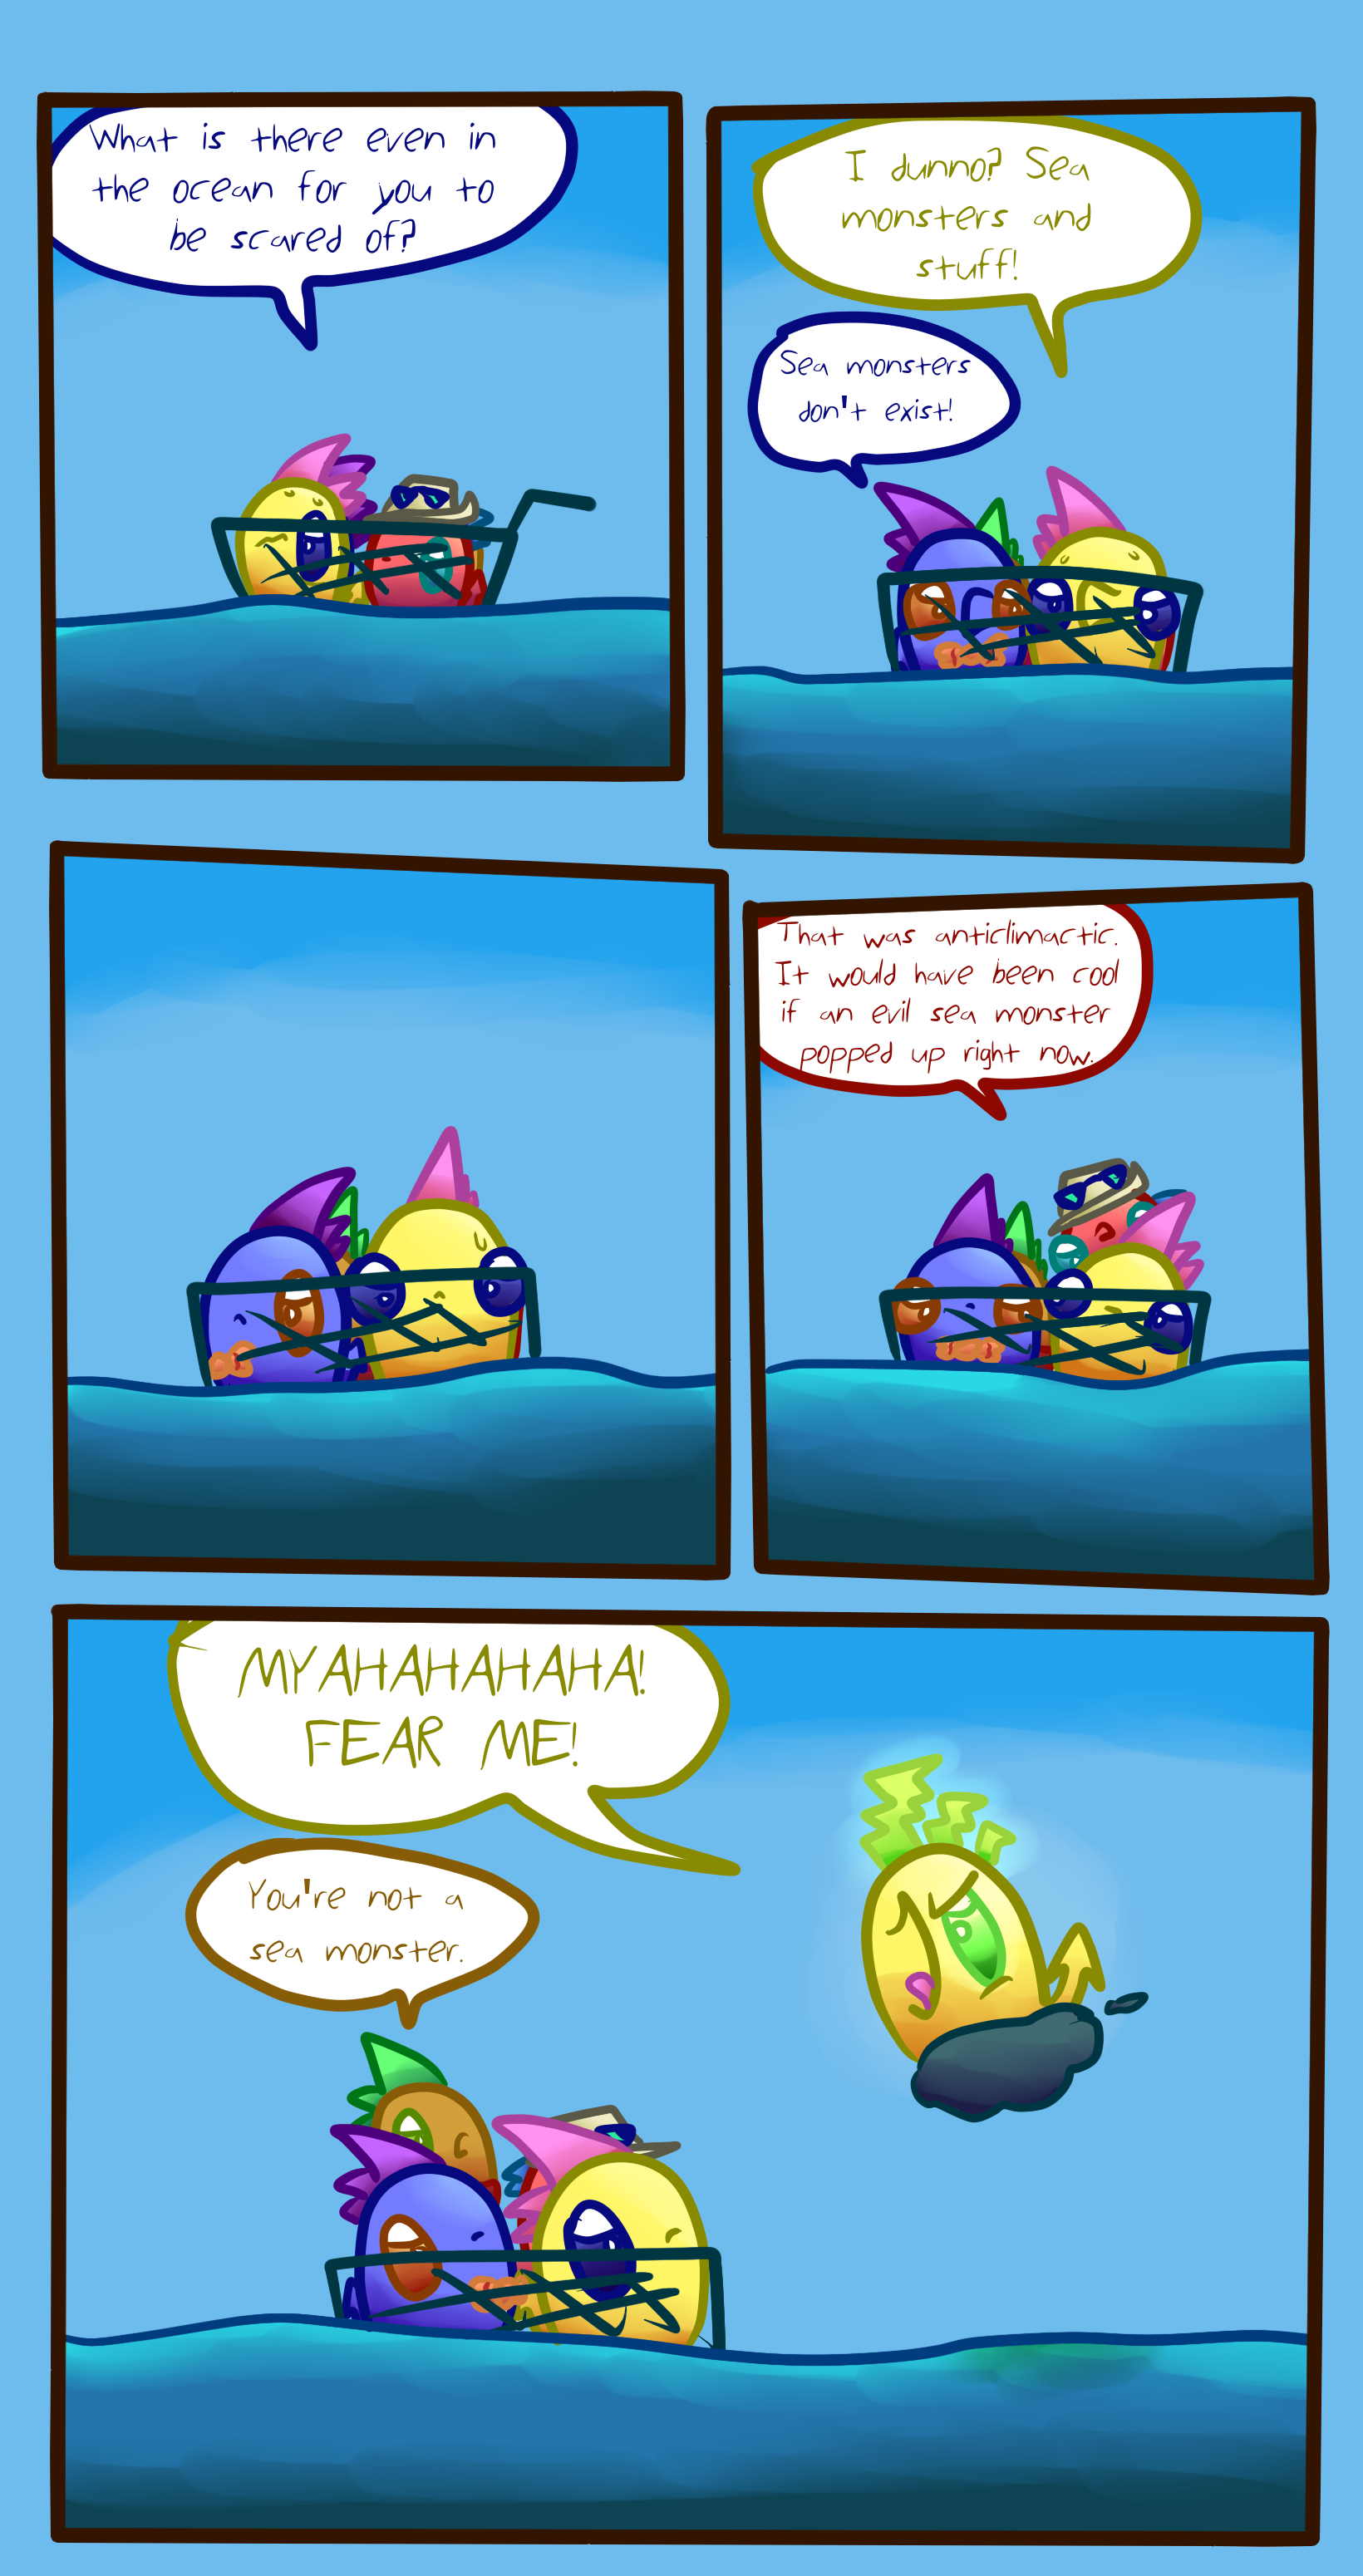 What is there even in
the ocean for you to
be scared of?
I dunno? Sea
monsters and
stuff!
Sea monsters
don't exist!
That was anticlimactic.
It would have been cool
if an evil sea monster
popped up right now.
MYAHAHAHAHA!
FEAR ME!
You're not a
sea monster.